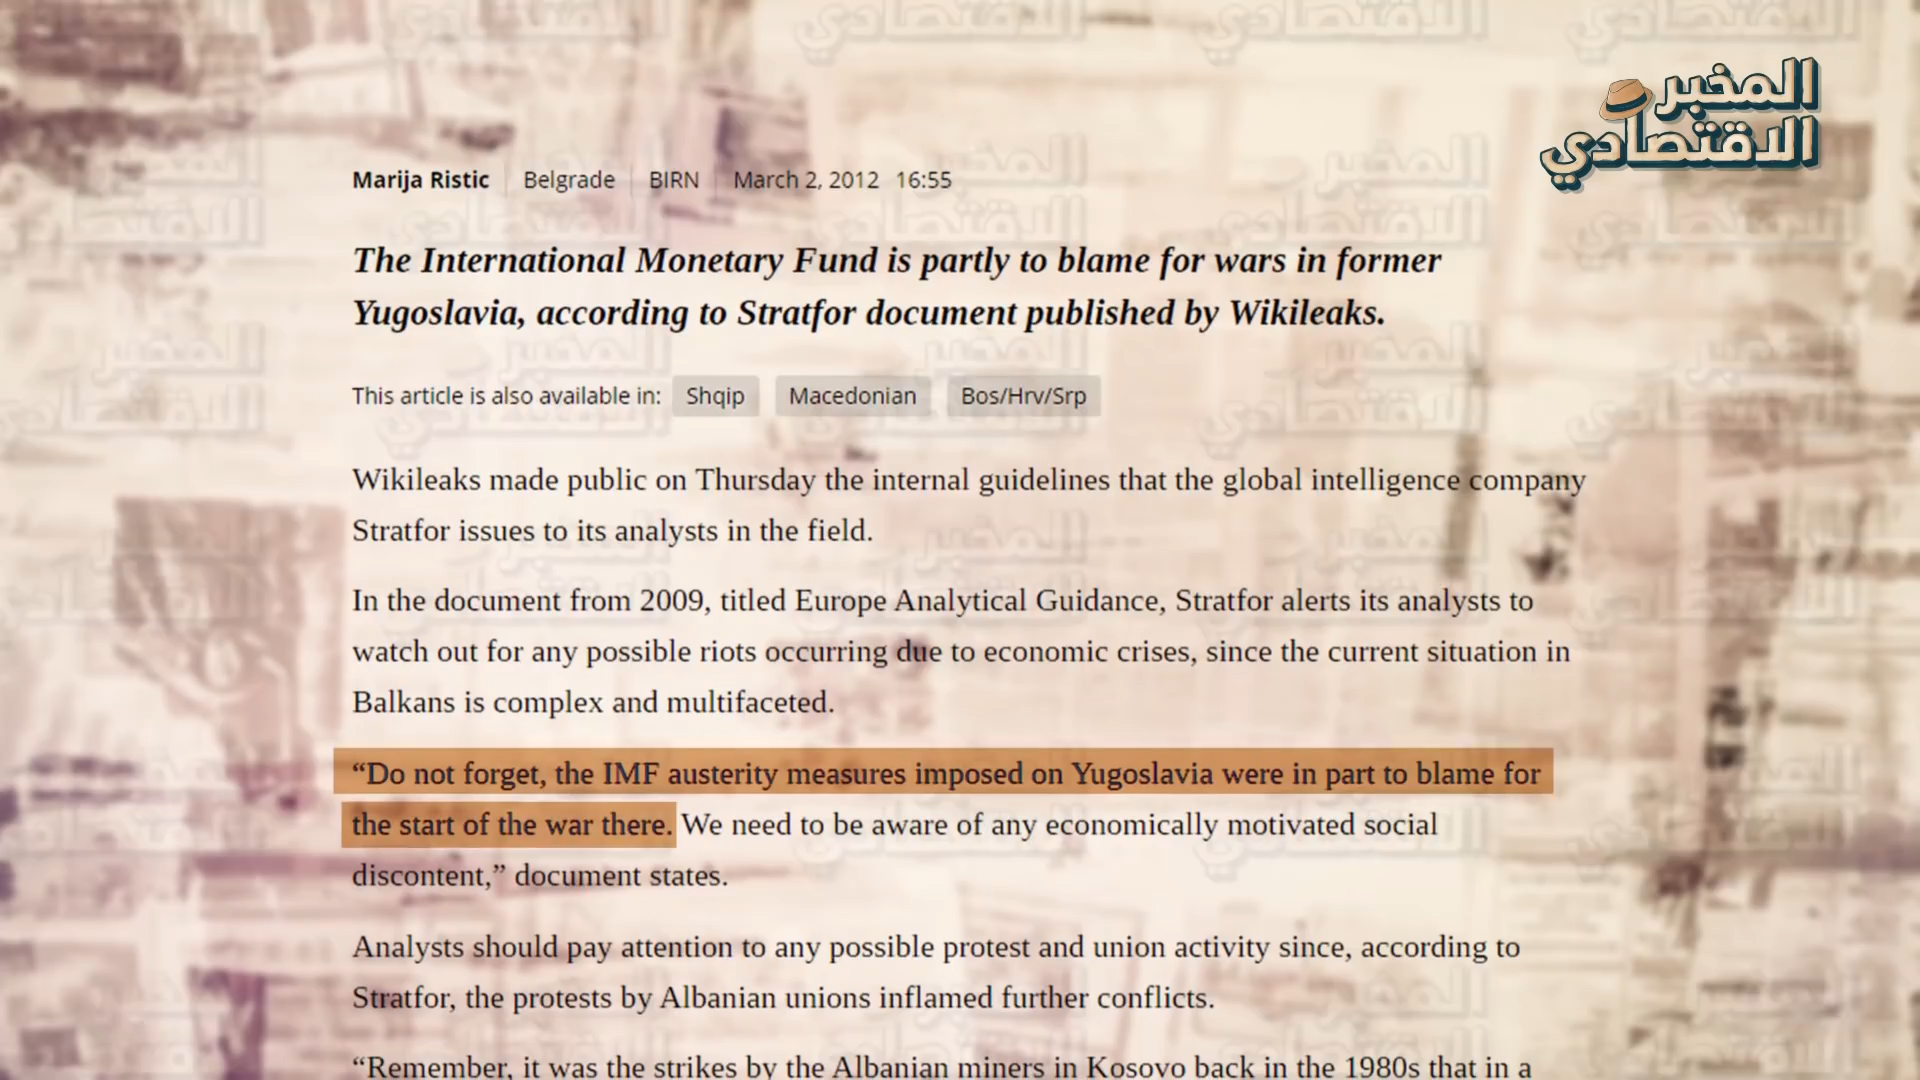 المخبر
الاقتصادي
Marija Ristic Belgrade BIRN March 2, 2012 16:55
The International Monetary Fund is partly to blame for wars in former
Yugoslavia, according to Stratfor document published by Wikileaks.
This article is also available in: Shqip Macedonian Bos/Hrv/Srp
Wikileaks made public on Thursday the internal guidelines that the global intelligence company
Stratfor issues to its analysts in the field.
In the document from 2009, titled Europe Analytical Guidance, Stratfor alerts its analysts to
watch out for any possible riots occurring due to economic crises, since the current situation in
Balkans is complex and multifaceted.
“Do not forget, the IMF austerity measures imposed on Yugoslavia were in part to blame for
the start of the war there. We need to be aware of any economically motivated social
discontent,” document states.
Analysts should pay attention to any possible protest and union activity since, according to
Stratfor, the protests by Albanian unions inflamed further conflicts.
“Remember, it was the strikes by the Albanian miners in Kosovo back in the 1980s that in a